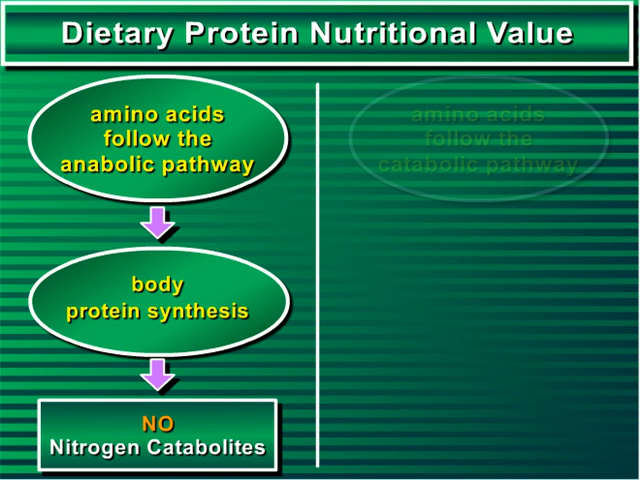 Dietary Protein Nutritional Value
amino acids
follow the
anabolic pathway
body
protein synthesis
NO
Nitrogen Catabolites
amino acids
follow the
catabolic pathway